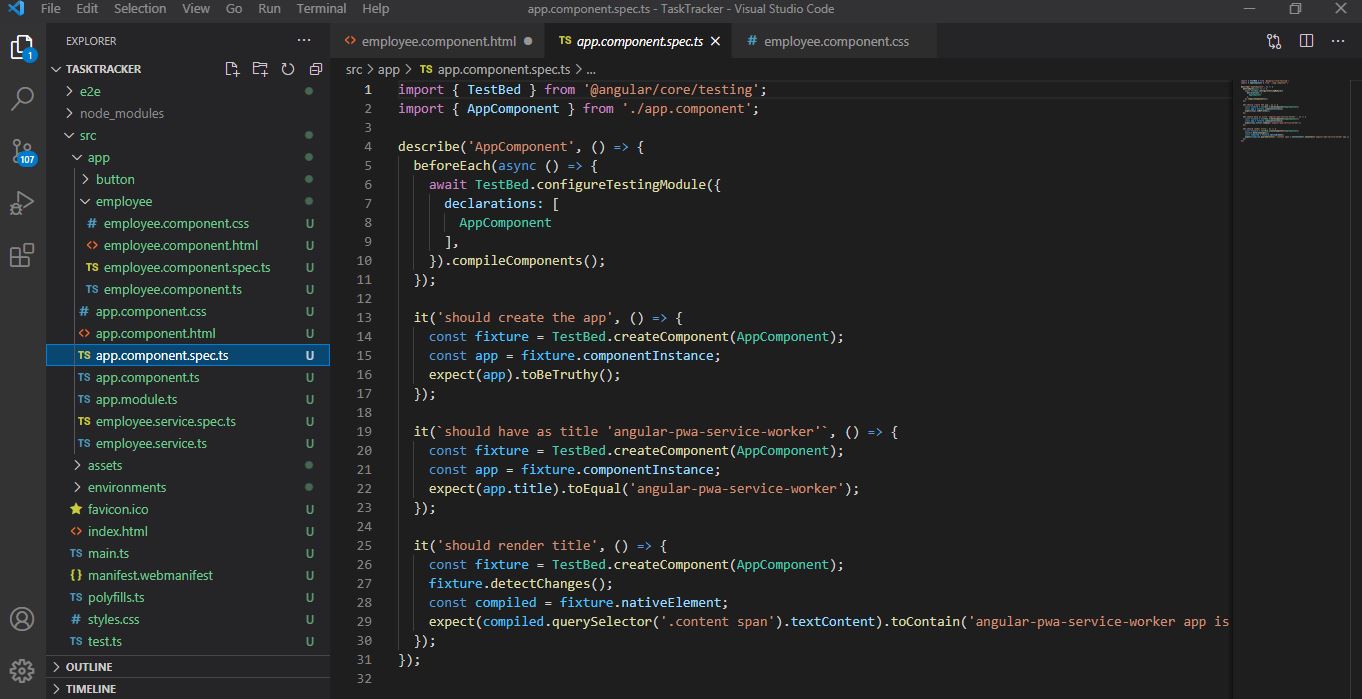 File Edit Selection View Go Run Terminal Help
app.component.spec.ts - TaskTracker - Visual Studio Code
1
107
EXPLORER
TASKTRACKER
e2e
node_modules
src
app
button
employee
# employee.component.css U
<> employee.component.html U
TS employee.component.spec.ts U
TS employee.component.ts U
# app.component.css U
<> app.component.html U
TS app.component.spec.ts U
TS app.component.ts U
TS app.module.ts U
TS employee.service.spec.ts U
TS employee.service.ts U
assets
environments
favicon.ico U
<> index.html U
TS main.ts U
{} manifest.webmanifest U
TS polyfills.ts U
# styles.css U
TS test.ts U
OUTLINE
TIMELINE
<> employee.component.html
TS app.component.spec.ts
# employee.component.css
src > app > TS app.component.spec.ts > ...
1 import { TestBed } from '@angular/core/testing';
2 import { AppComponent } from './app.component';
3
4 describe('AppComponent', () => {
5   beforeEach(async () => {
6     await TestBed.configureTestingModule({
7       declarations: [
8         AppComponent
9       ],
10     }).compileComponents();
11   });
12
13   it('should create the app', () => {
14     const fixture = TestBed.createComponent(AppComponent);
15     const app = fixture.componentInstance;
16     expect(app).toBeTruthy();
17   });
18
19   it(`should have as title 'angular-pwa-service-worker'`, () => {
20     const fixture = TestBed.createComponent(AppComponent);
21     const app = fixture.componentInstance;
22     expect(app.title).toEqual('angular-pwa-service-worker');
23   });
24
25   it('should render title', () => {
26     const fixture = TestBed.createComponent(AppComponent);
27     fixture.detectChanges();
28     const compiled = fixture.nativeElement;
29     expect(compiled.querySelector('.content span').textContent).toContain('angular-pwa-service-worker app is
30   });
31 });
32